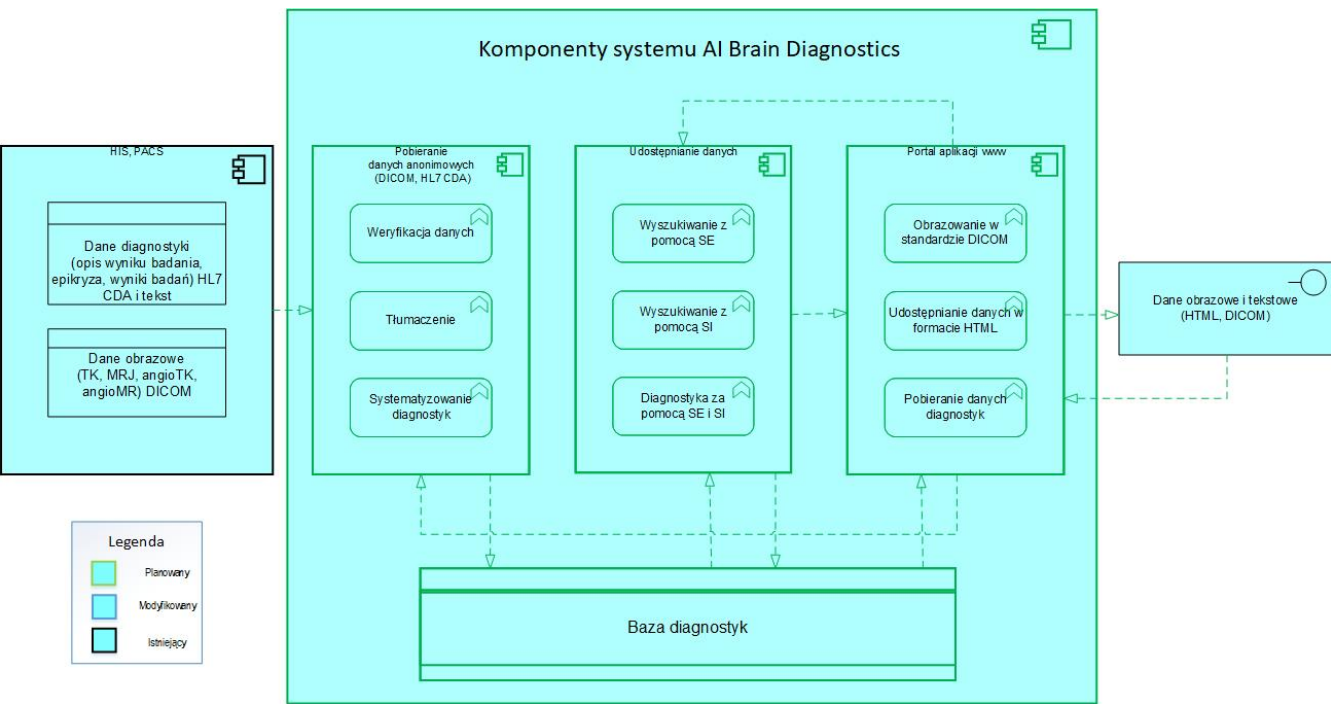 Komponenty systemu AI Brain Diagnostics
HIS, PACS
Dane diagnostyki
(opis wyniku badania,
epikryza, wyniki badań) HL7
CDA i tekst
Dane obrazowe
(TK, MRJ, angioTK,
angioMR) DICOM
Pobieranie
danych anonimowych
(DICOM, HL7 CDA)
Weryfikacja danych
Tłumaczenie
Systematyzowanie
diagnostyk
Udostępnianie danych
Wyszukiwanie z
pomocą SE
Wyszukiwanie z
pomocą SI
Diagnostyka za
pomocą SE i SI
Portal aplikacji www
Obrazowanie w
standardzie DICOM
Udostępnianie danych w
formacie HTML
Pobieranie danych
diagnostyk
Dane obrazowe i tekstowe
(HTML, DICOM)
Baza diagnostyk
Legenda
Planowany
Modyfikowany
Istniejący